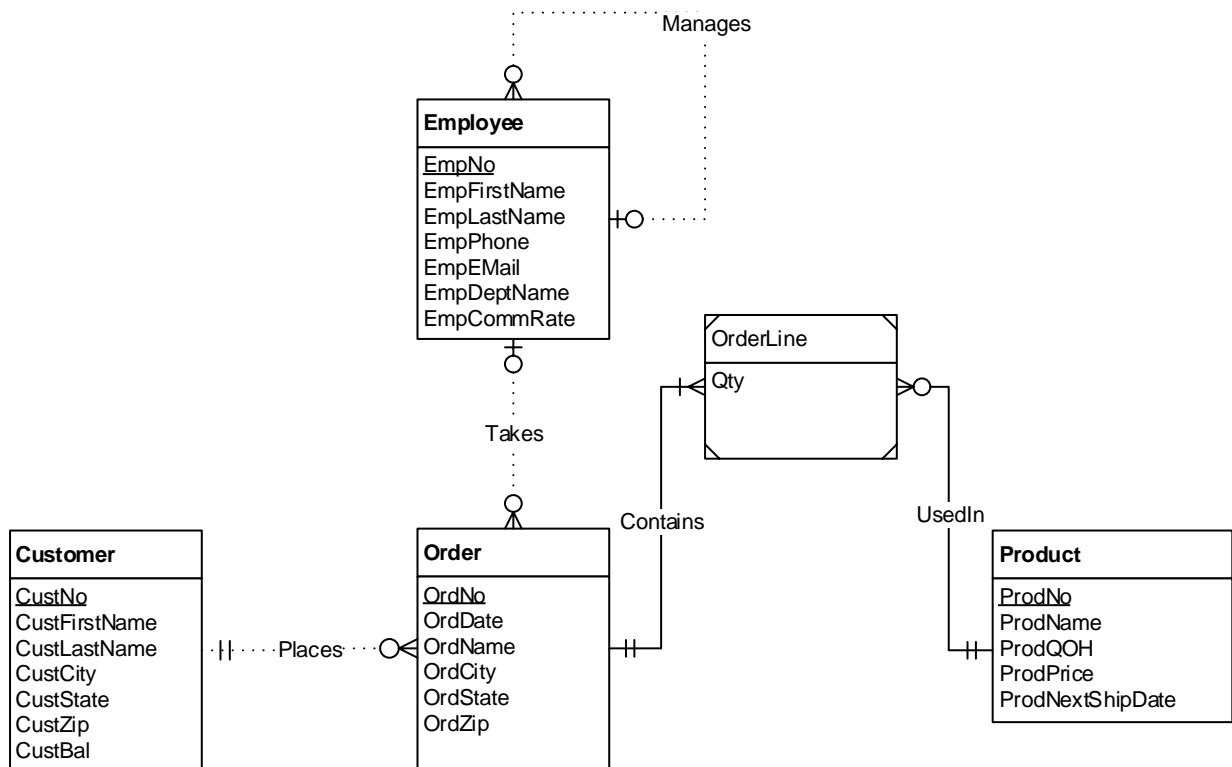 Manages
Employee
EmpNo
EmpFirstName
EmpLastName
EmpPhone
EmpEMail
EmpDeptName
EmpCommRate
OrderLine
Qty
Takes
Contains
UsedIn
Customer
CustNo
CustFirstName
CustLastName
CustCity
CustState
CustZip
CustBal
Places
Order
OrdNo
OrdDate
OrdName
OrdCity
OrdState
OrdZip
Product
ProdNo
ProdName
ProdQOH
ProdPrice
ProdNextShipDate